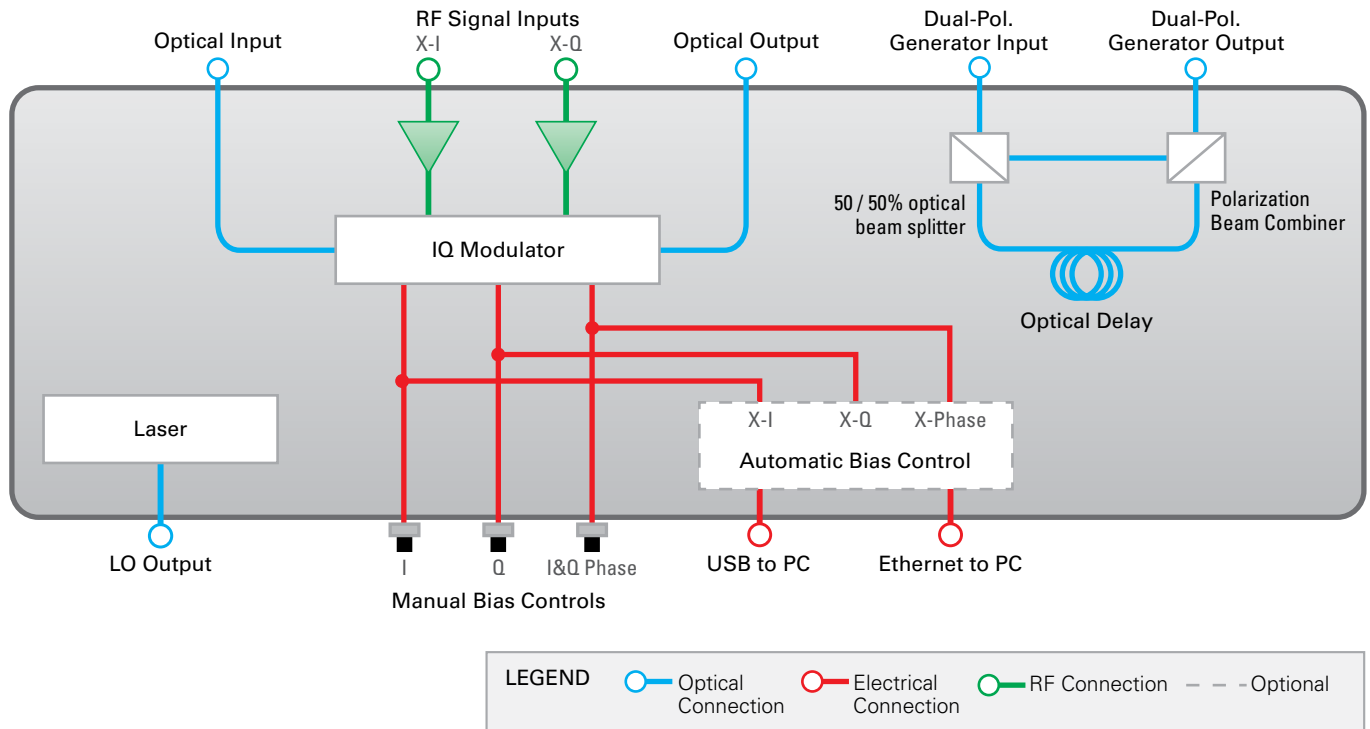 RF Signal Inputs
Optical Input
X-I
X-Q
Optical Output
Dual-Pol.
Generator Input
Dual-Pol.
Generator Output
50 / 50% optical
beam splitter
Polarization
Beam Combiner
IQ Modulator
Optical Delay
Laser
X-I
X-Q
X-Phase
Automatic Bias Control
LO Output
I
Q
I&Q Phase
Manual Bias Controls
USB to PC
Ethernet to PC
LEGEND
Optical
Connection
Electrical
Connection
RF Connection
Optional